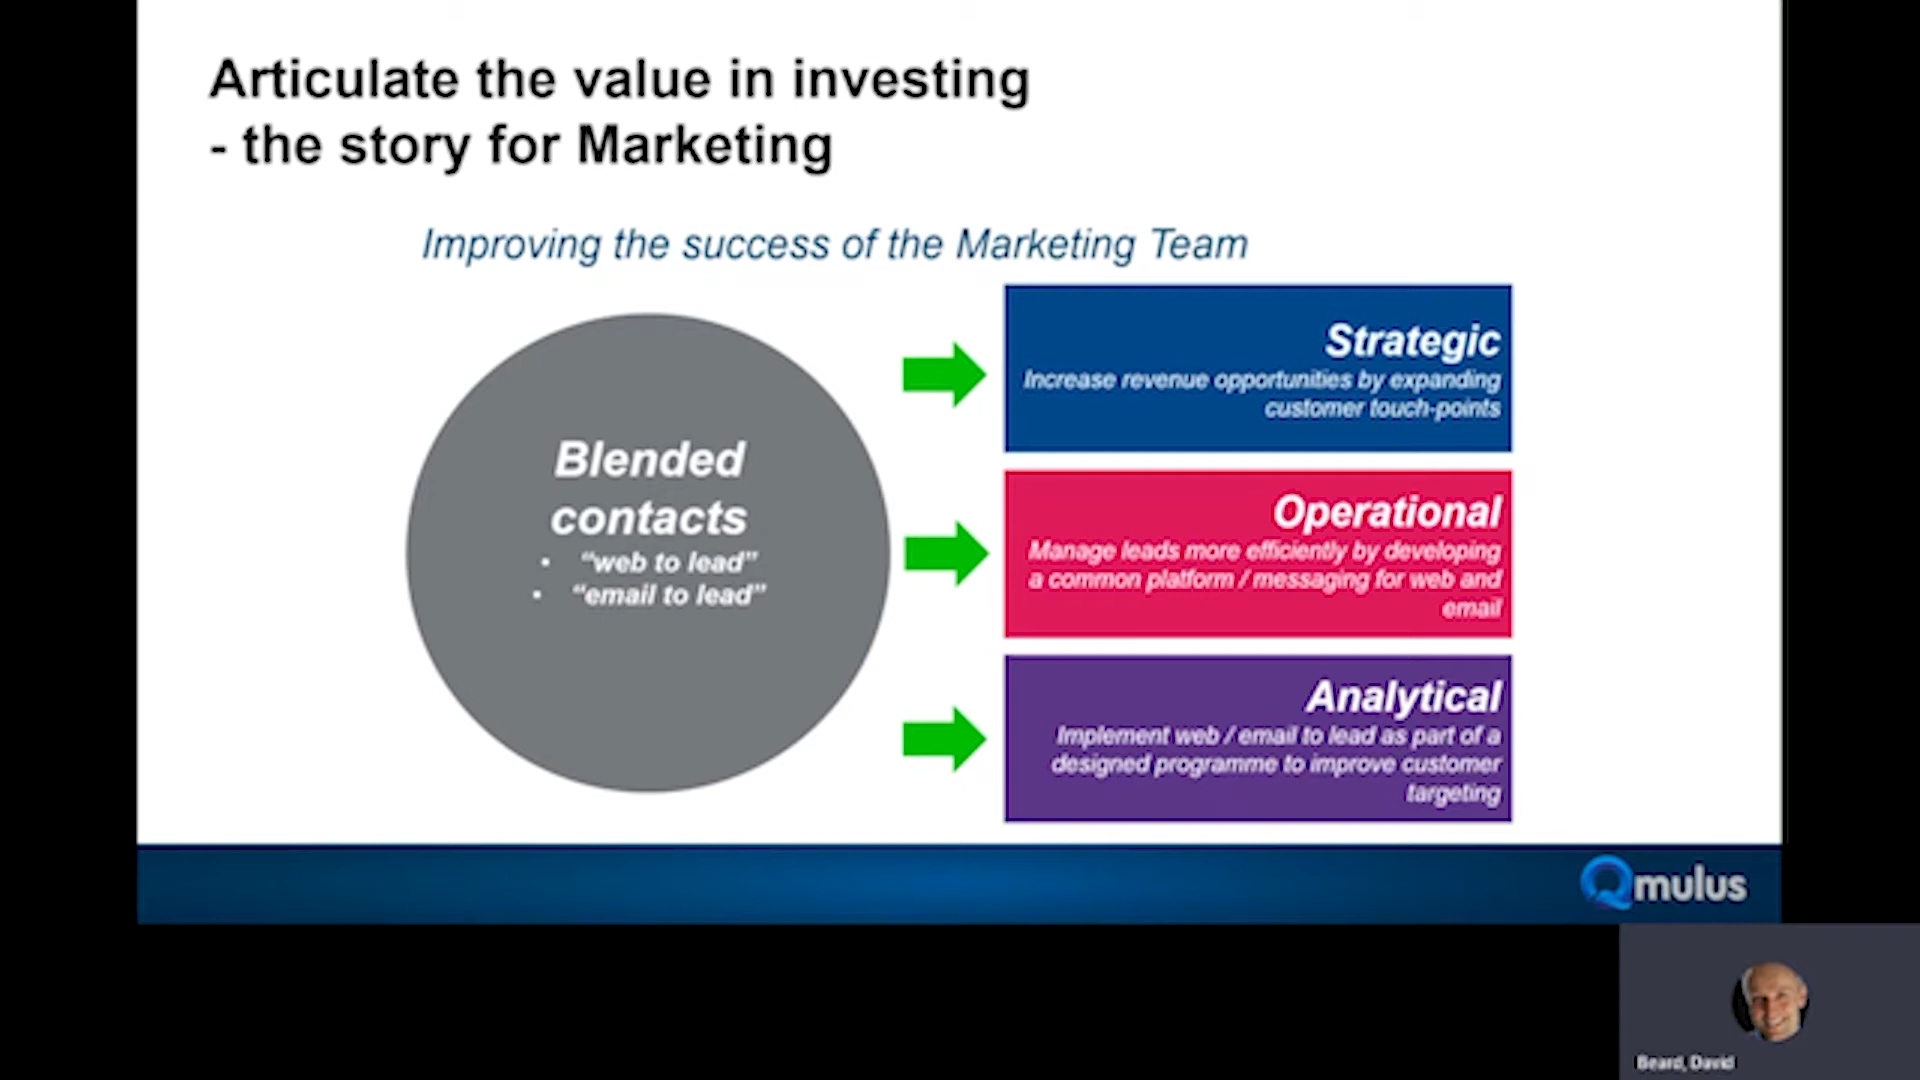 Articulate the value in investing
- the story for Marketing
Improving the success of the Marketing Team
Blended
contacts
• “web to lead”
• “email to lead”
Strategic
Increase revenue opportunities by expanding
customer touch-points
Operational
Manage leads more efficiently by developing
a common platform / messaging for web and
email
Analytical
Implement web / email to lead as part of a
designed programme to improve customer
targeting
Qmulus
Beard, David